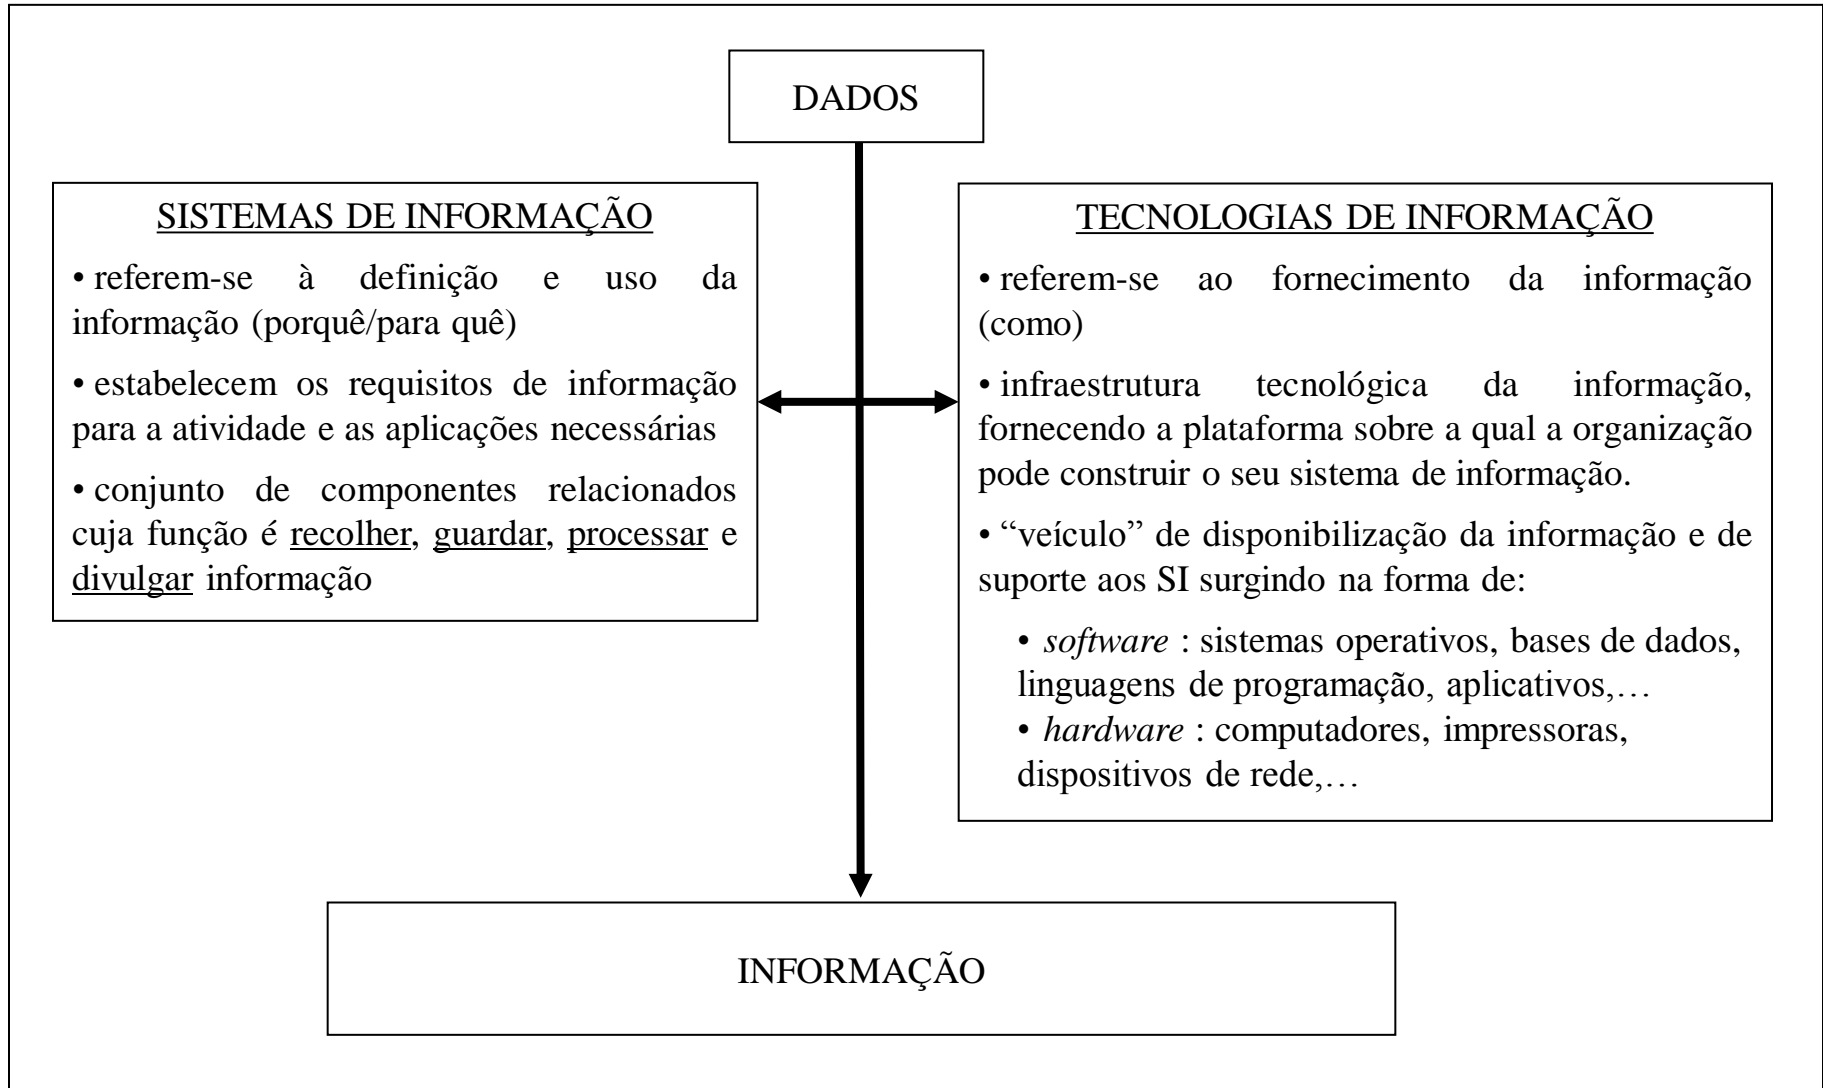 DADOS
SISTEMAS DE INFORMAÇÃO
• referem-se à definição e uso da
informação (porquê/para quê)
• estabelecem os requisitos de informação
para a atividade e as aplicações necessárias
• conjunto de componentes relacionados
cuja função é recolher, guardar, processar e
divulgar informação
TECNOLOGIAS DE INFORMAÇÃO
• referem-se ao fornecimento da informação
(como)
• infraestrutura tecnológica da informação,
fornecendo a plataforma sobre a qual a organização
pode construir o seu sistema de informação.
• “veículo” de disponibilização da informação e de
suporte aos SI surgindo na forma de:
• software : sistemas operativos, bases de dados,
linguagens de programação, aplicativos,…
• hardware : computadores, impressoras,
dispositivos de rede,…
INFORMAÇÃO